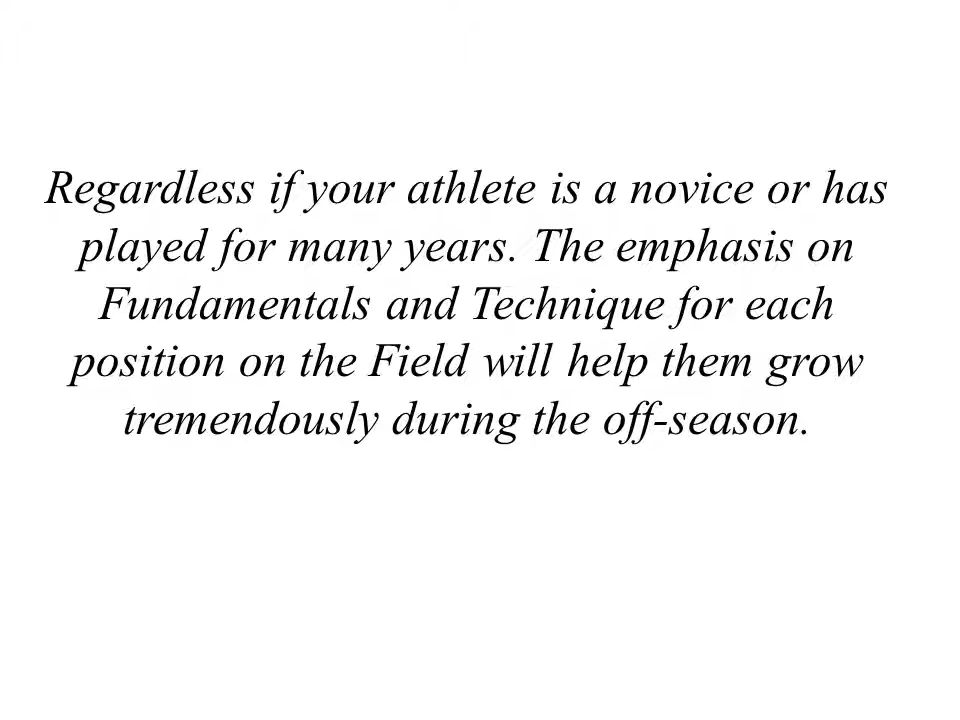 Regardless if your athlete is a novice or has
played for many years. The emphasis on
Fundamentals and Technique for each
position on the Field will help them grow
tremendously during the off-season.